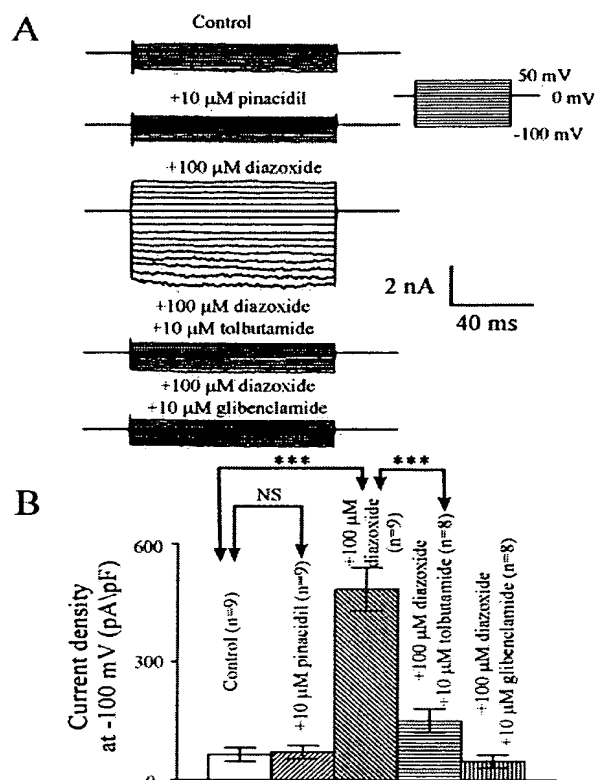 A
Control
50 mV
0 mV
-100 mV
+10 µM pinacidil
+100 µM diazoxide
2 nA
40 ms
+100 µM diazoxide
+10 µM tolbutamide
+100 µM diazoxide
+10 µM glibenclamide
B
***
***
NS
600
300
0
Current density
at -100 mV (pA\pF)
Control (n=9)
+10 µM pinacidil (n=9)
+100 µM
diazoxide
(n=9)
+100 µM diazoxide
+10 µM tolbutamide (n=8)
+100 µM diazoxide
+10 µM glibenclamide (n=8)